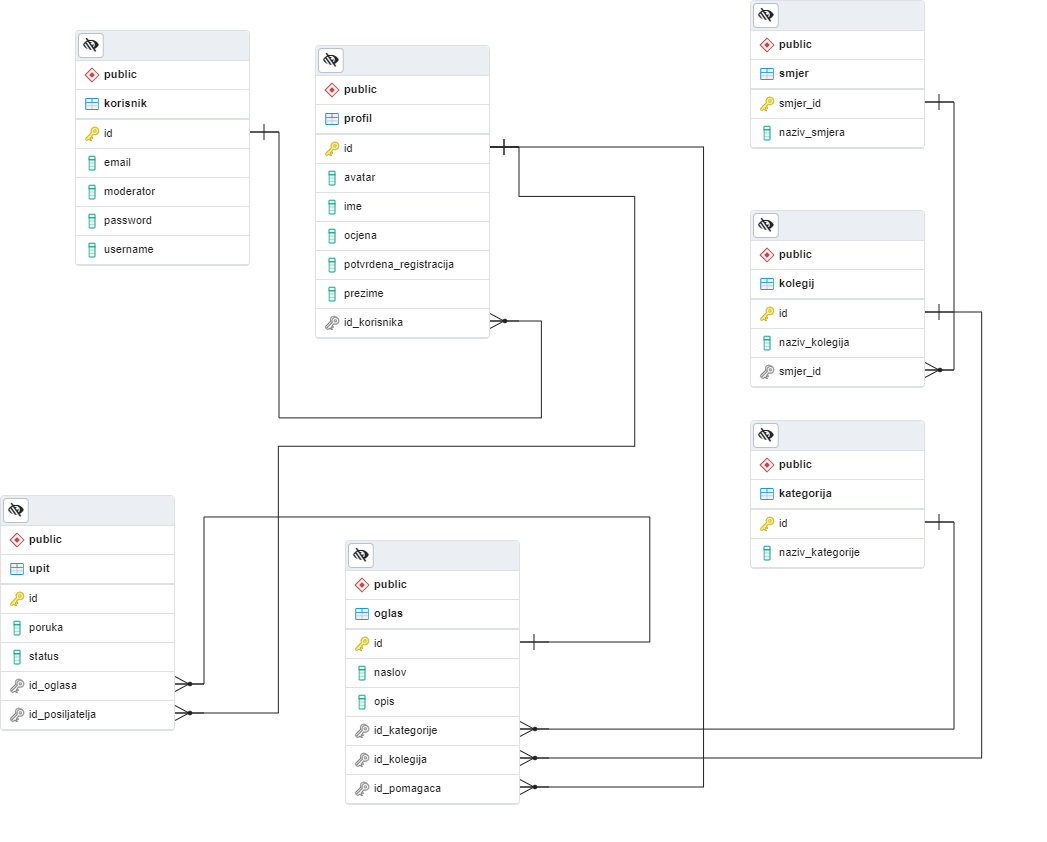 public
korisnik
id
email
moderator
password
username
public
profil
id
avatar
ime
ocjena
potvrdena_registracija
prezime
id_korisnika
public
smjer
smjer_id
naziv_smjera
public
kolegij
id
naziv_kolegija
smjer_id
public
kategorija
id
naziv_kategorije
public
upit
id
poruka
status
id_oglasa
id_posiljatelja
public
oglas
id
naslov
opis
id_kategorije
id_kolegija
id_pomagaca